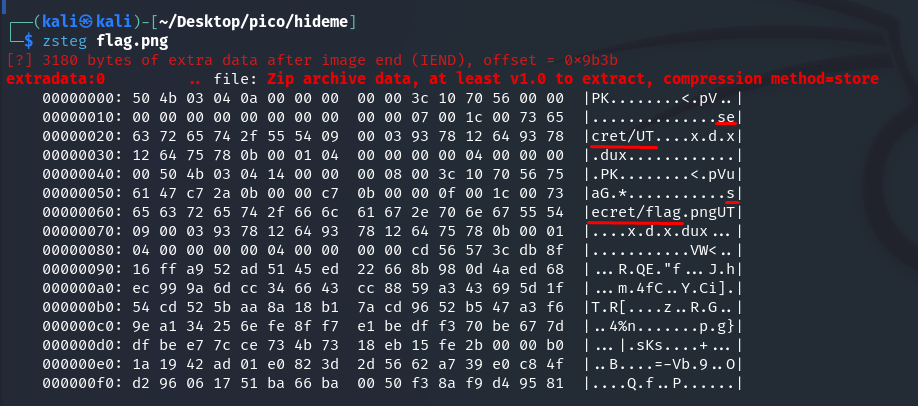 ┌──(kali㉿kali)-[~/Desktop/pico/hideme]
└─$ zsteg flag.png
[?] 3180 bytes of extra data after image end (IEND), offset = 0x9b3b
extradata:0         .. file: Zip archive data, at least v1.0 to extract, compression method=store
    00000000: 50 4b 03 04 0a 00 00 00  00 00 3c 10 70 56 00 00  |PK........<.pV..|
    00000010: 00 00 00 00 00 00 00 00  00 00 07 00 1c 00 73 65  |..............se|
    00000020: 63 72 65 74 2f 55 54 09  00 03 93 78 12 64 93 78  |cret/UT....x.d.x|
    00000030: 12 64 75 78 0b 00 01 04  00 00 00 00 04 00 00 00  |.dux............|
    00000040: 00 50 4b 03 04 14 00 00  00 08 00 3c 10 70 56 75  |.PK........<.pVu|
    00000050: 61 47 c7 2a 0b 00 00 c7  0b 00 00 0f 00 1c 00 73  |aG.*...........s|
    00000060: 65 63 72 65 74 2f 66 6c  61 67 2e 70 6e 67 55 54  |ecret/flag.pngUT|
    00000070: 09 00 03 93 78 12 64 93  78 12 64 75 78 0b 00 01  |....x.d.x.dux...|
    00000080: 04 00 00 00 00 04 00 00  00 00 cd 56 57 3c db 8f  |...........VW<..|
    00000090: 16 ff a9 52 ad 51 45 ed  22 66 8b 98 0d 4a ed 68  |...R.QE."f...J.h|
    000000a0: ec 99 9a 6d cc 34 66 43  cc 88 59 a3 43 69 5d 1f  |...m.4fC..Y.Ci].|
    000000b0: 54 cd 52 5b aa 8a 18 b1  7a cd 96 52 b5 47 a3 f6  |T.R[....z..R.G..|
    000000c0: 9e a1 34 25 6e fe 8f f7  e1 be df f3 70 be 67 7d  |..4%n.......p.g}|
    000000d0: df be e7 7c ce 73 4b 73  18 eb 15 fe 2b 00 00 b0  |...|.sKs....+...|
    000000e0: 1a 19 42 ad 01 e0 82 3d  2d 56 62 a7 39 e0 c8 4f  |..B....=-Vb.9..O|
    000000f0: d2 96 06 17 51 ba 66 ba  00 50 f3 8a f9 d4 95 81  |....Q.f..P......|